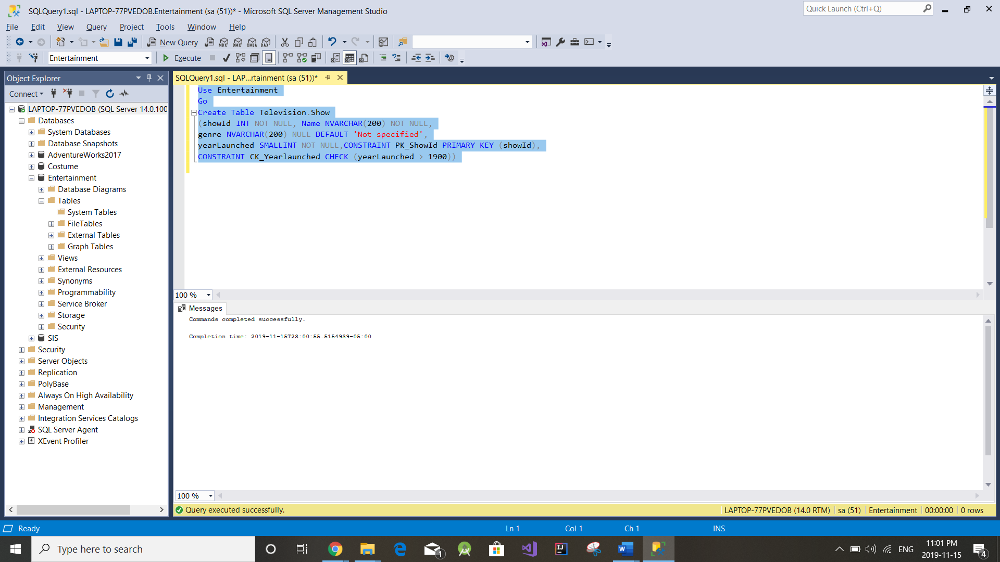 SQLQuery1.sql - LAPTOP-77PVEDOB.Entertainment (sa (51))* - Microsoft SQL Server Management Studio
Quick Launch (Ctrl+Q)
File Edit View Query Project Tools Window Help
New Query MDX DMX XMLA DAX
Entertainment Execute
Object Explorer
Connect
LAPTOP-77PVEDOB (SQL Server 14.0.100
Databases
System Databases
Database Snapshots
AdventureWorks2017
Costume
Entertainment
Database Diagrams
Tables
System Tables
FileTables
External Tables
Graph Tables
Views
External Resources
Synonyms
Programmability
Service Broker
Storage
Security
SIS
Security
Server Objects
Replication
PolyBase
Always On High Availability
Management
Integration Services Catalogs
SQL Server Agent
XEvent Profiler
SQLQuery1.sql - LAP...rtainment (sa (51))*
Use Entertainment
Go
Create Table Television.Show
(showId INT NOT NULL, Name NVARCHAR(200) NOT NULL,
genre NVARCHAR(200) NULL DEFAULT 'Not specified',
yearLaunched SMALLINT NOT NULL,CONSTRAINT PK_ShowId PRIMARY KEY (showId),
CONSTRAINT CK_Yearlaunched CHECK (yearLaunched > 1900))
100 %
Messages
Commands completed successfully.
Completion time: 2019-11-15T23:00:55.5154939-05:00
100 %
Query executed successfully. LAPTOP-77PVEDOB (14.0 RTM) sa (51) Entertainment 00:00:00 0 rows
Ready Ln 1 Col 1 Ch 1 INS
Type here to search
1
ENG
11:01 PM
2019-11-15
4